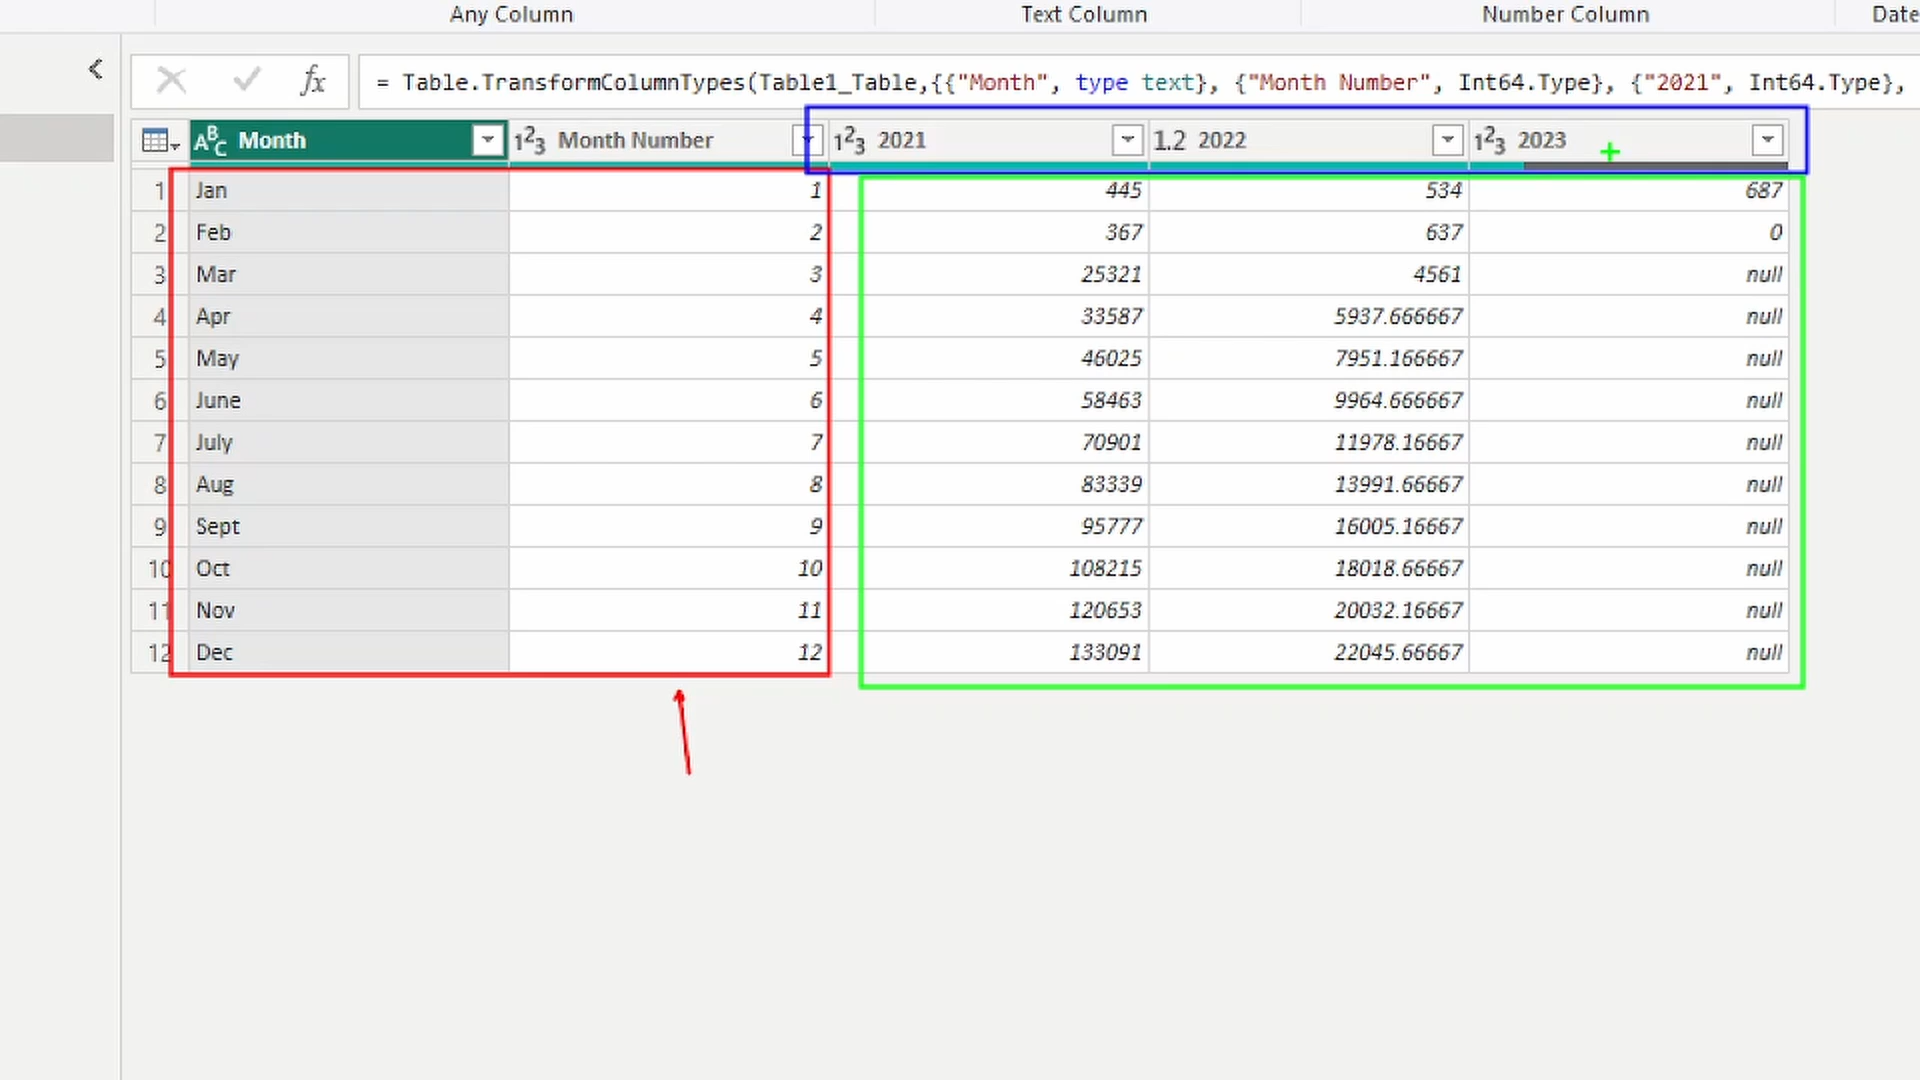 Any Column Text Column Number Column Date
fx = Table.TransformColumnTypes(Table1_Table,{{"Month", type text}, {"Month Number", Int64.Type}, {"2021", Int64.Type},
ABC Month 123 Month Number 123 2021 1.2 2022 123 2023
1 Jan 1 445 534 687
2 Feb 2 367 637 0
3 Mar 3 25321 4561 null
4 Apr 4 33587 5937.666667 null
5 May 5 46025 7951.166667 null
6 June 6 58463 9964.666667 null
7 July 7 70901 11978.16667 null
8 Aug 8 83339 13991.66667 null
9 Sept 9 95777 16005.16667 null
10 Oct 10 108215 18018.66667 null
11 Nov 11 120653 20032.16667 null
12 Dec 12 133091 22045.66667 null